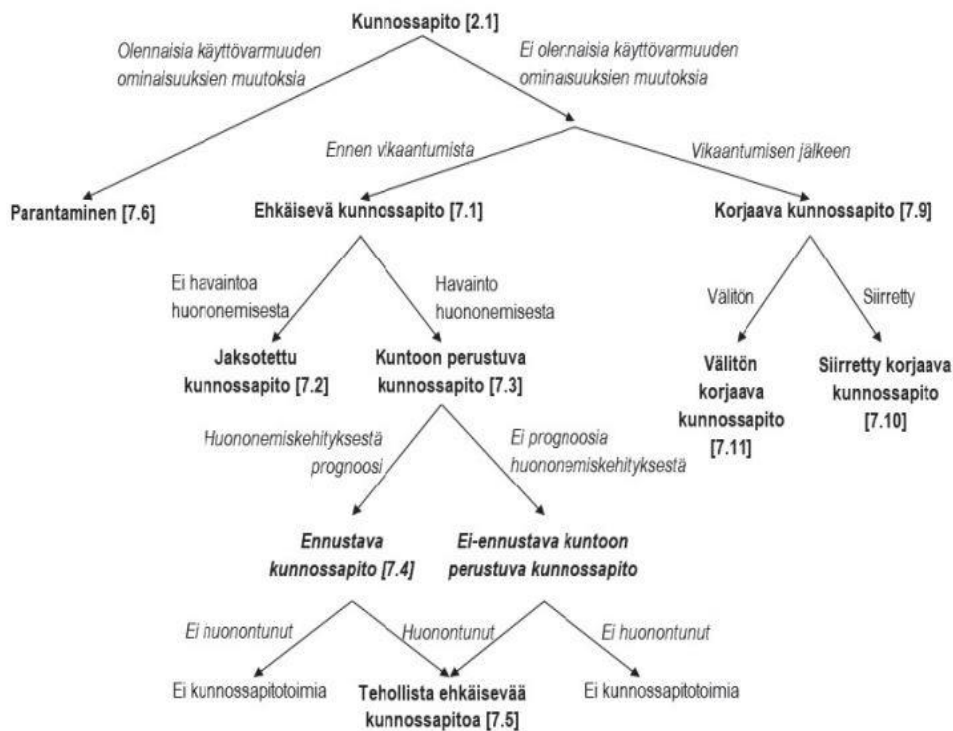 Kunnossapito [2.1]
Olennaisia käyttövarmuuden
ominaisuuksien muutoksia
Ei olennaisia käyttövarmuuden
ominaisuuksien muutoksia
Ennen vikaantumista
Vikaantumisen jälkeen
Parantaminen [7.6]
Ehkäisevä kunnossapito [7.1]
Korjaava kunnossapito [7.9]
Ei havaintoa
huononemisesta
Havainto
huononemisesta
Välitön
Siirretty
Jaksotettu
kunnossapito [7.2]
Kuntoon perustuva
kunnossapito [7.3]
Välitön
korjaava
kunnossapito
[7.11]
Siirretty korjaava
kunnossapito
[7.10]
Huononemiskehityksestä
prognoosi
Ei prognoosia
huononemiskehityksestä
Ennustava
kunnossapito [7.4]
Ei-ennustava kuntoon
perustuva kunnossapito
Ei huonontunut
Huonontunut
Ei huonontunut
Ei kunnossapitotoimia
Tehollista ehkäisevää
kunnossapitoa [7.5]
Ei kunnossapitotoimia